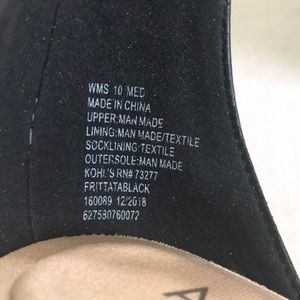 WMS 10 MED
MADE IN CHINA
UPPER:MAN MADE
LINING:MAN MADE/TEXTILE
SOCKLINING:TEXTILE
OUTERSOLE:MAN MADE
KOHL'S RN# 73277
FRITTATABLACK
160089 12/2018
627530760072
A